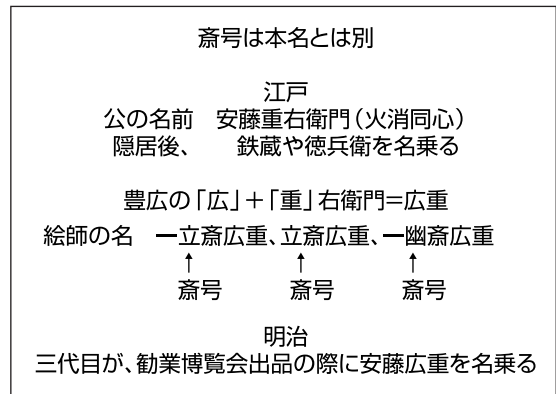 斎号は本名とは別
江戸
公の名前　安藤重右衛門（火消同心）
隠居後、　鉄蔵や徳兵衛を名乗る
豊広の「広」＋「重」右衛門=広重
絵師の名　一立斎広重、立斎広重、一幽斎広重
↑　↑　↑
斎号　斎号　斎号
明治
三代目が、勧業博覧会出品の際に安藤広重を名乗る